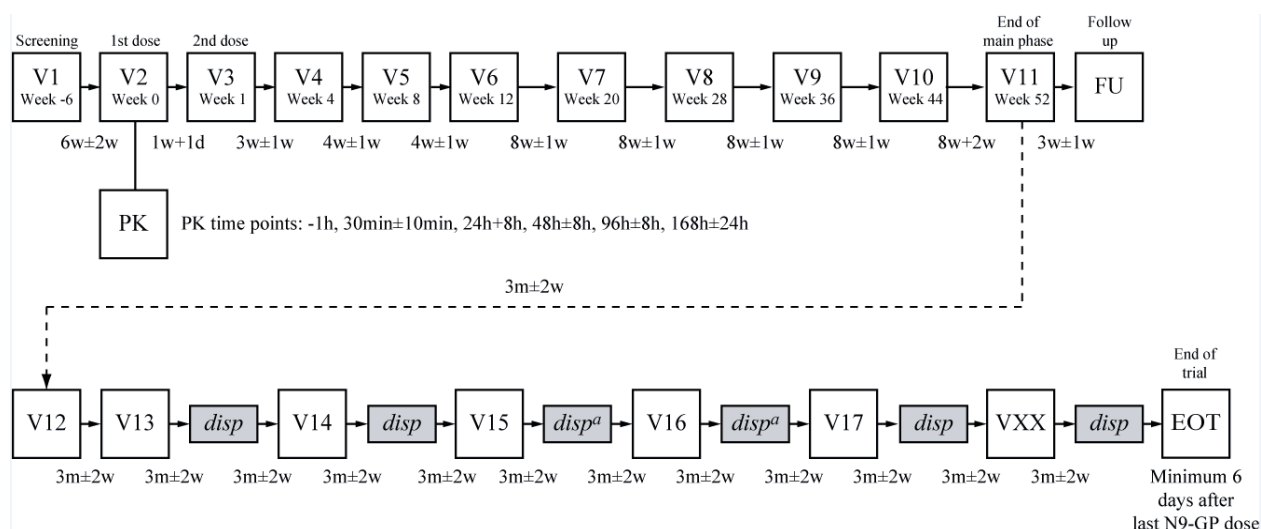 Screening
1st dose
2nd dose
End of
main phase
Follow
up
V1
Week -6
V2
Week 0
V3
Week 1
V4
Week 4
V5
Week 8
V6
Week 12
V7
Week 20
V8
Week 28
V9
Week 36
V10
Week 44
V11
Week 52
FU
6w±2w
1w+1d
3w±1w
4w±1w
4w±1w
8w±1w
8w±1w
8w±1w
8w±1w
8w+2w
3w±1w
PK
PK time points: -1h, 30min±10min, 24h+8h, 48h±8h, 96h±8h, 168h±24h
3m±2w
End of
trial
V12
V13
disp
V14
disp
V15
dispᵃ
V16
dispᵃ
V17
disp
VXX
disp
EOT
3m±2w
3m±2w
3m±2w
3m±2w
3m±2w
3m±2w
3m±2w
3m±2w
3m±2w
3m±2w
3m±2w
3m±2w
Minimum 6
days after
last N9-GP dose